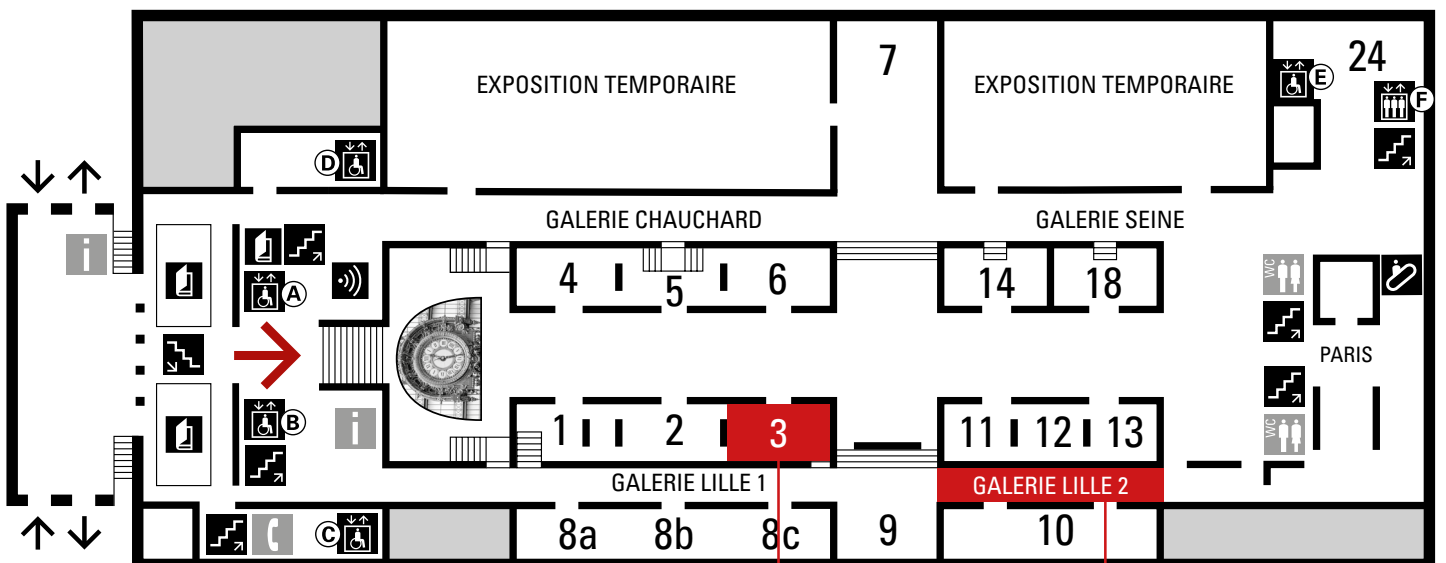 7
24
EXPOSITION TEMPORAIRE
EXPOSITION TEMPORAIRE
E
F
D
GALERIE CHAUCHARD
GALERIE SEINE
i
4
5
6
14
18
WC
A
PARIS
B
i
1
2
3
11
12
13
WC
GALERIE LILLE 1
GALERIE LILLE 2
C
8a
8b
8c
9
10